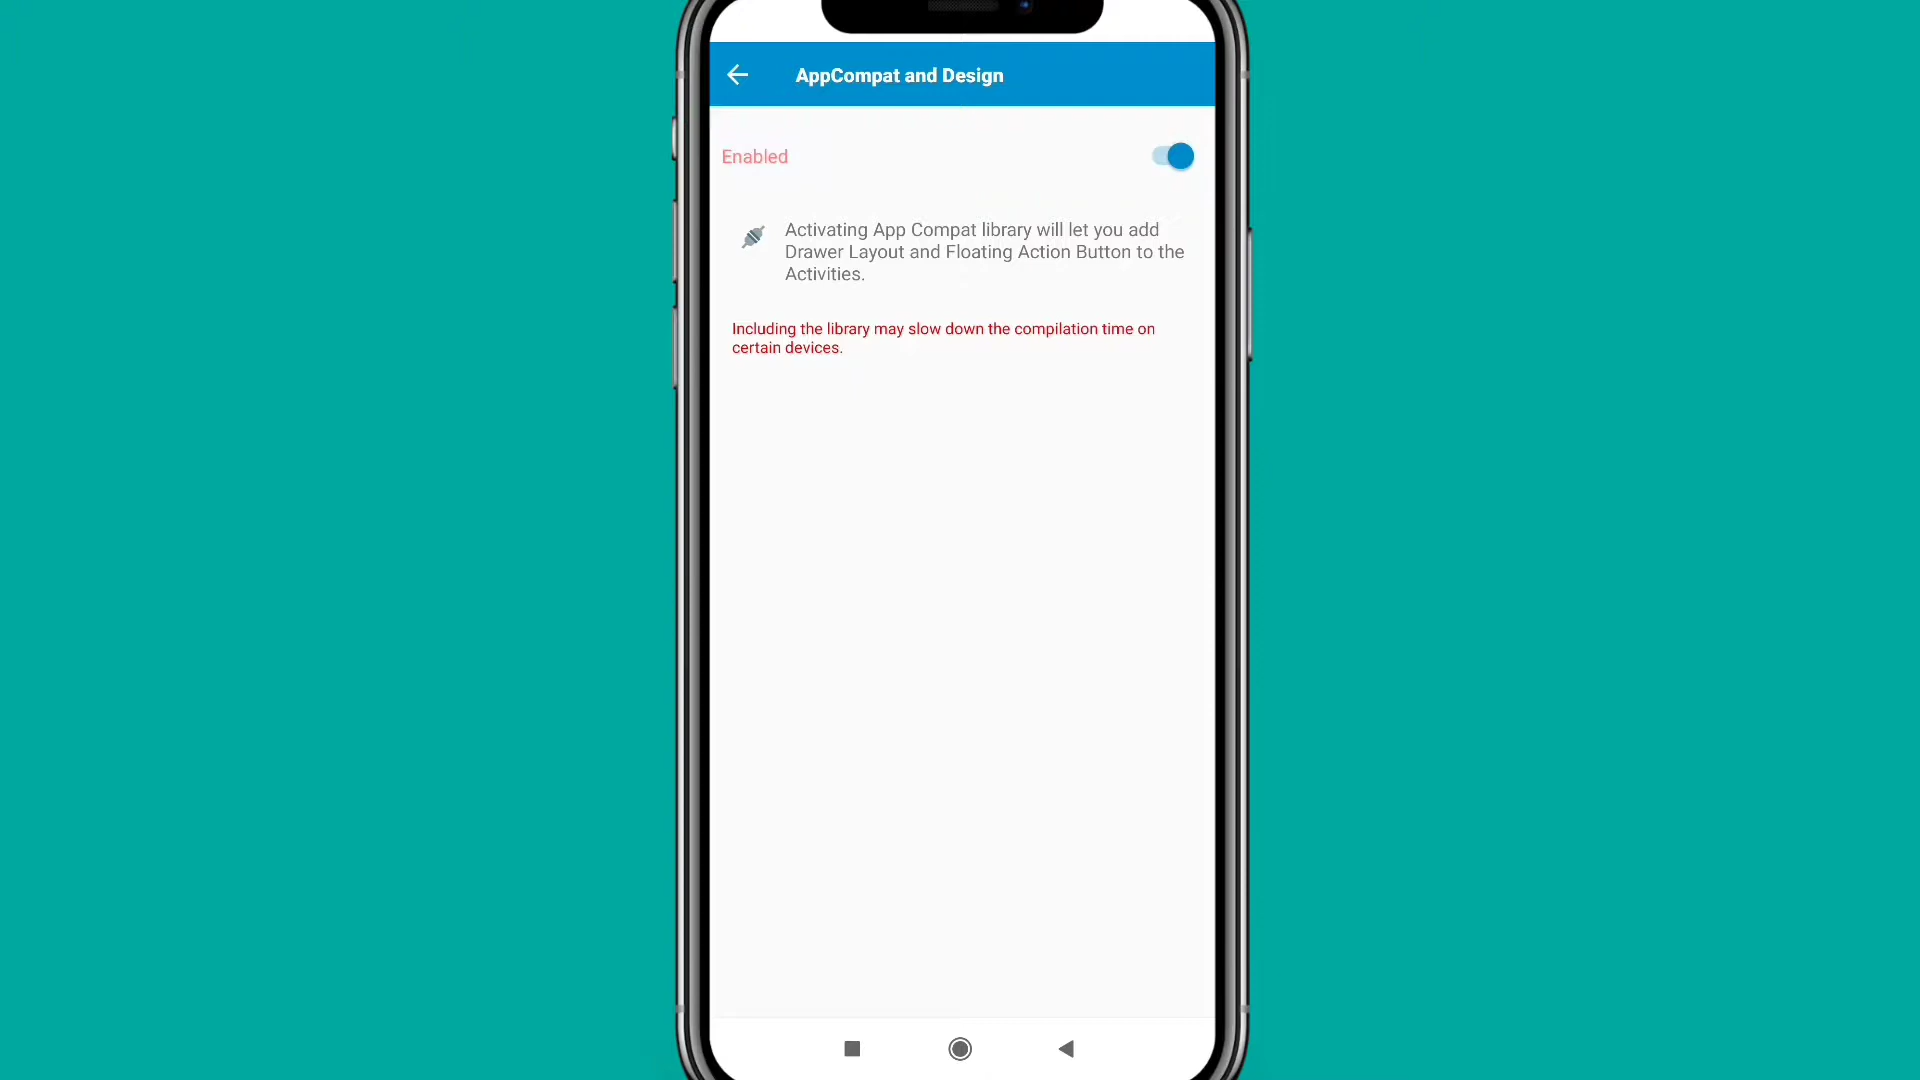 AppCompat and Design
Enabled
Activating App Compat library will let you add
Drawer Layout and Floating Action Button to the
Activities.
Including the library may slow down the compilation time on
certain devices.